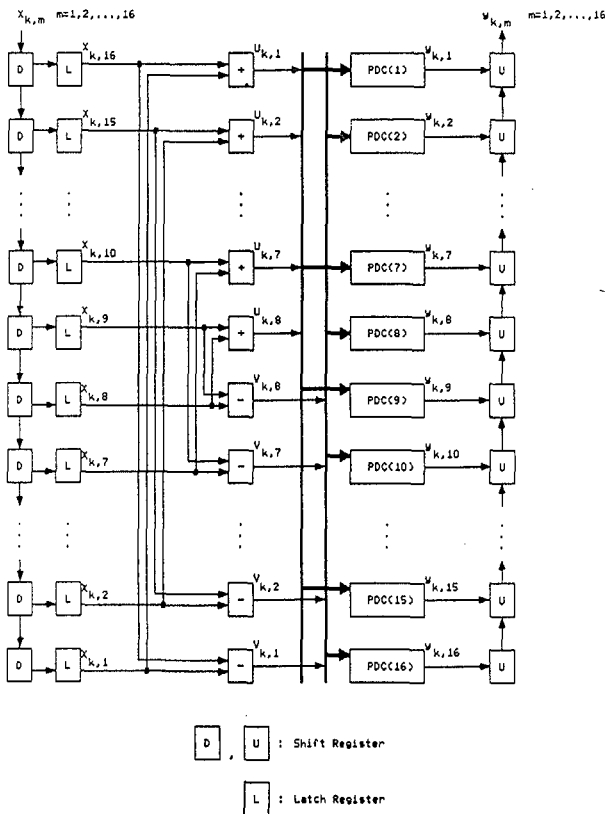 X k,m m=1,2,...,16 W k,m m=1,2,...,16
D L X k,16 + U k,1 PDC(1) W k,1 U
D L X k,15 + U k,2 PDC(2) W k,2 U
D L X k,10 + U k,7 PDC(7) W k,7 U
D L X k,9 + U k,8 PDC(8) W k,8 U
D L X k,8 - V k,8 PDC(9) W k,9 U
D L X k,7 - V k,7 PDC(10) W k,10 U
D L X k,2 - V k,2 PDC(15) W k,15 U
D L X k,1 - V k,1 PDC(16) W k,16 U
D , U : Shift Register
L : Latch Register